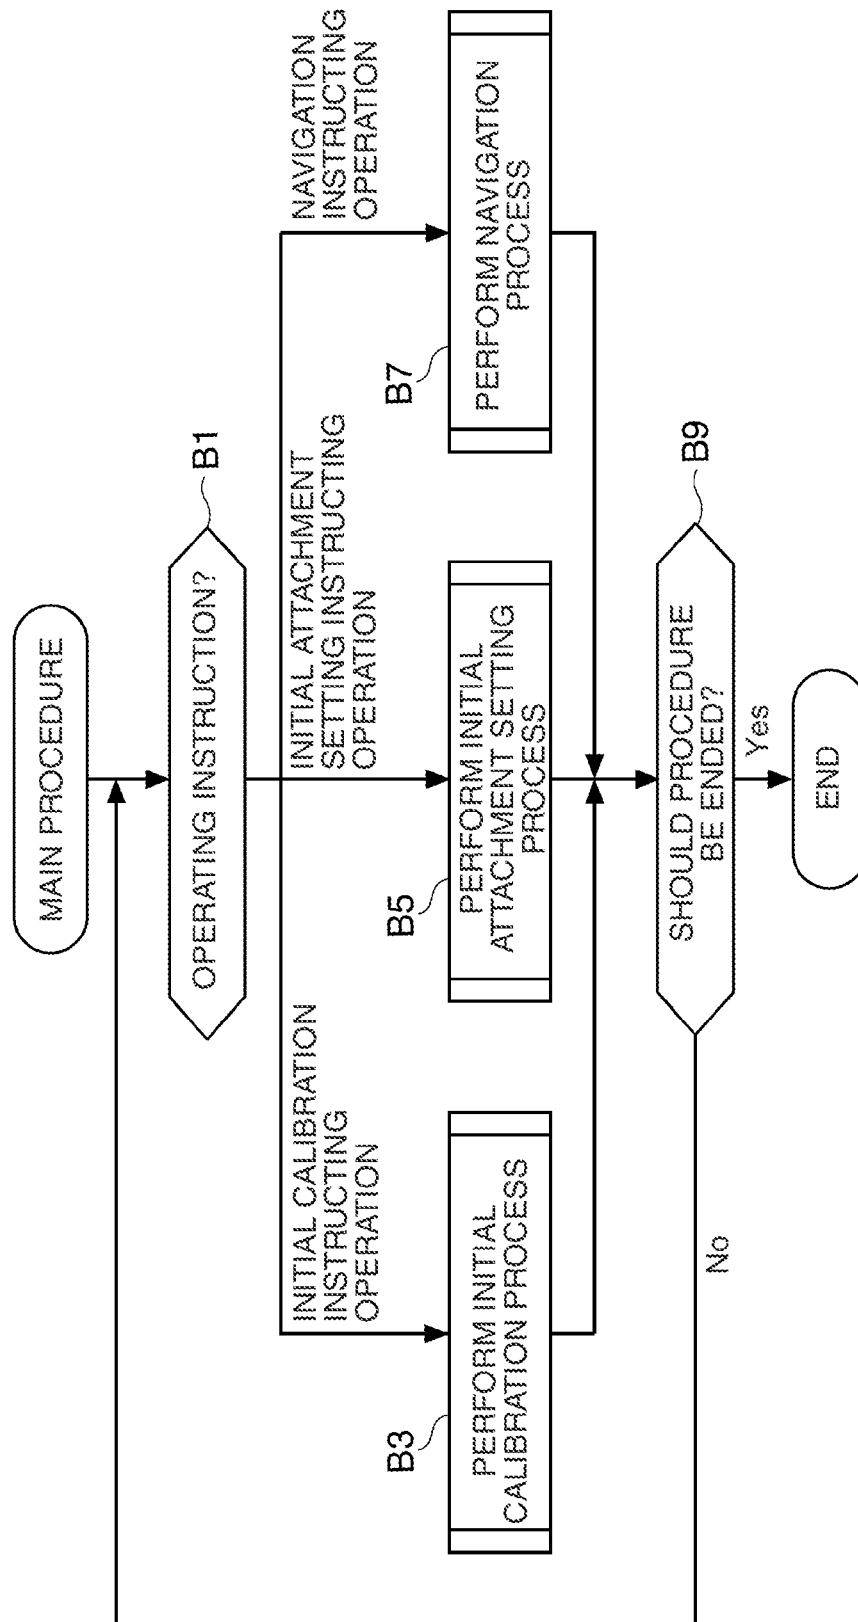 MAIN PROCEDURE
OPERATING INSTRUCTION?
B1
INITIAL CALIBRATION
INSTRUCTING
OPERATION
INITIAL ATTACHMENT
SETTING INSTRUCTING
OPERATION
NAVIGATION
INSTRUCTING
OPERATION
B3
PERFORM INITIAL
CALIBRATION PROCESS
B5
PERFORM INITIAL
ATTACHMENT SETTING
PROCESS
B7
PERFORM NAVIGATION
PROCESS
B9
SHOULD PROCEDURE
BE ENDED?
No
Yes
END